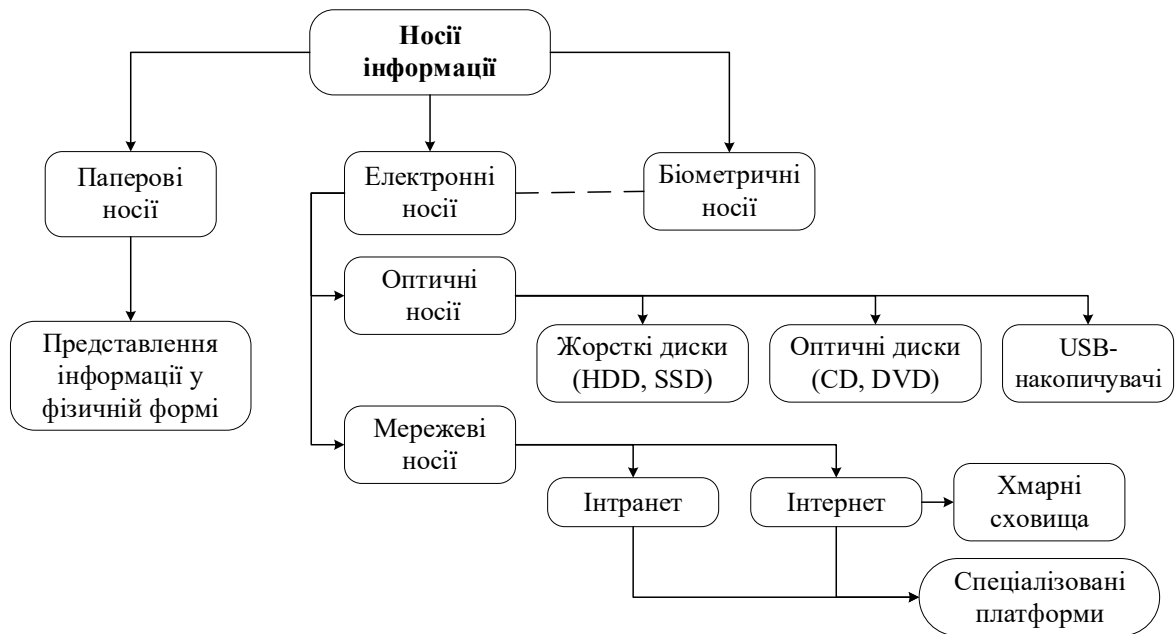 Носії
інформації
Паперові
носії
Електронні
носії
Біометричні
носії
Оптичні
носії
Представлення
інформації у
фізичній формі
Жорсткі диски
(HDD, SSD)
Оптичні диски
(CD, DVD)
USB-
накопичувачі
Мережеві
носії
Інтранет
Інтернет
Хмарні
сховища
Спеціалізовані
платформи